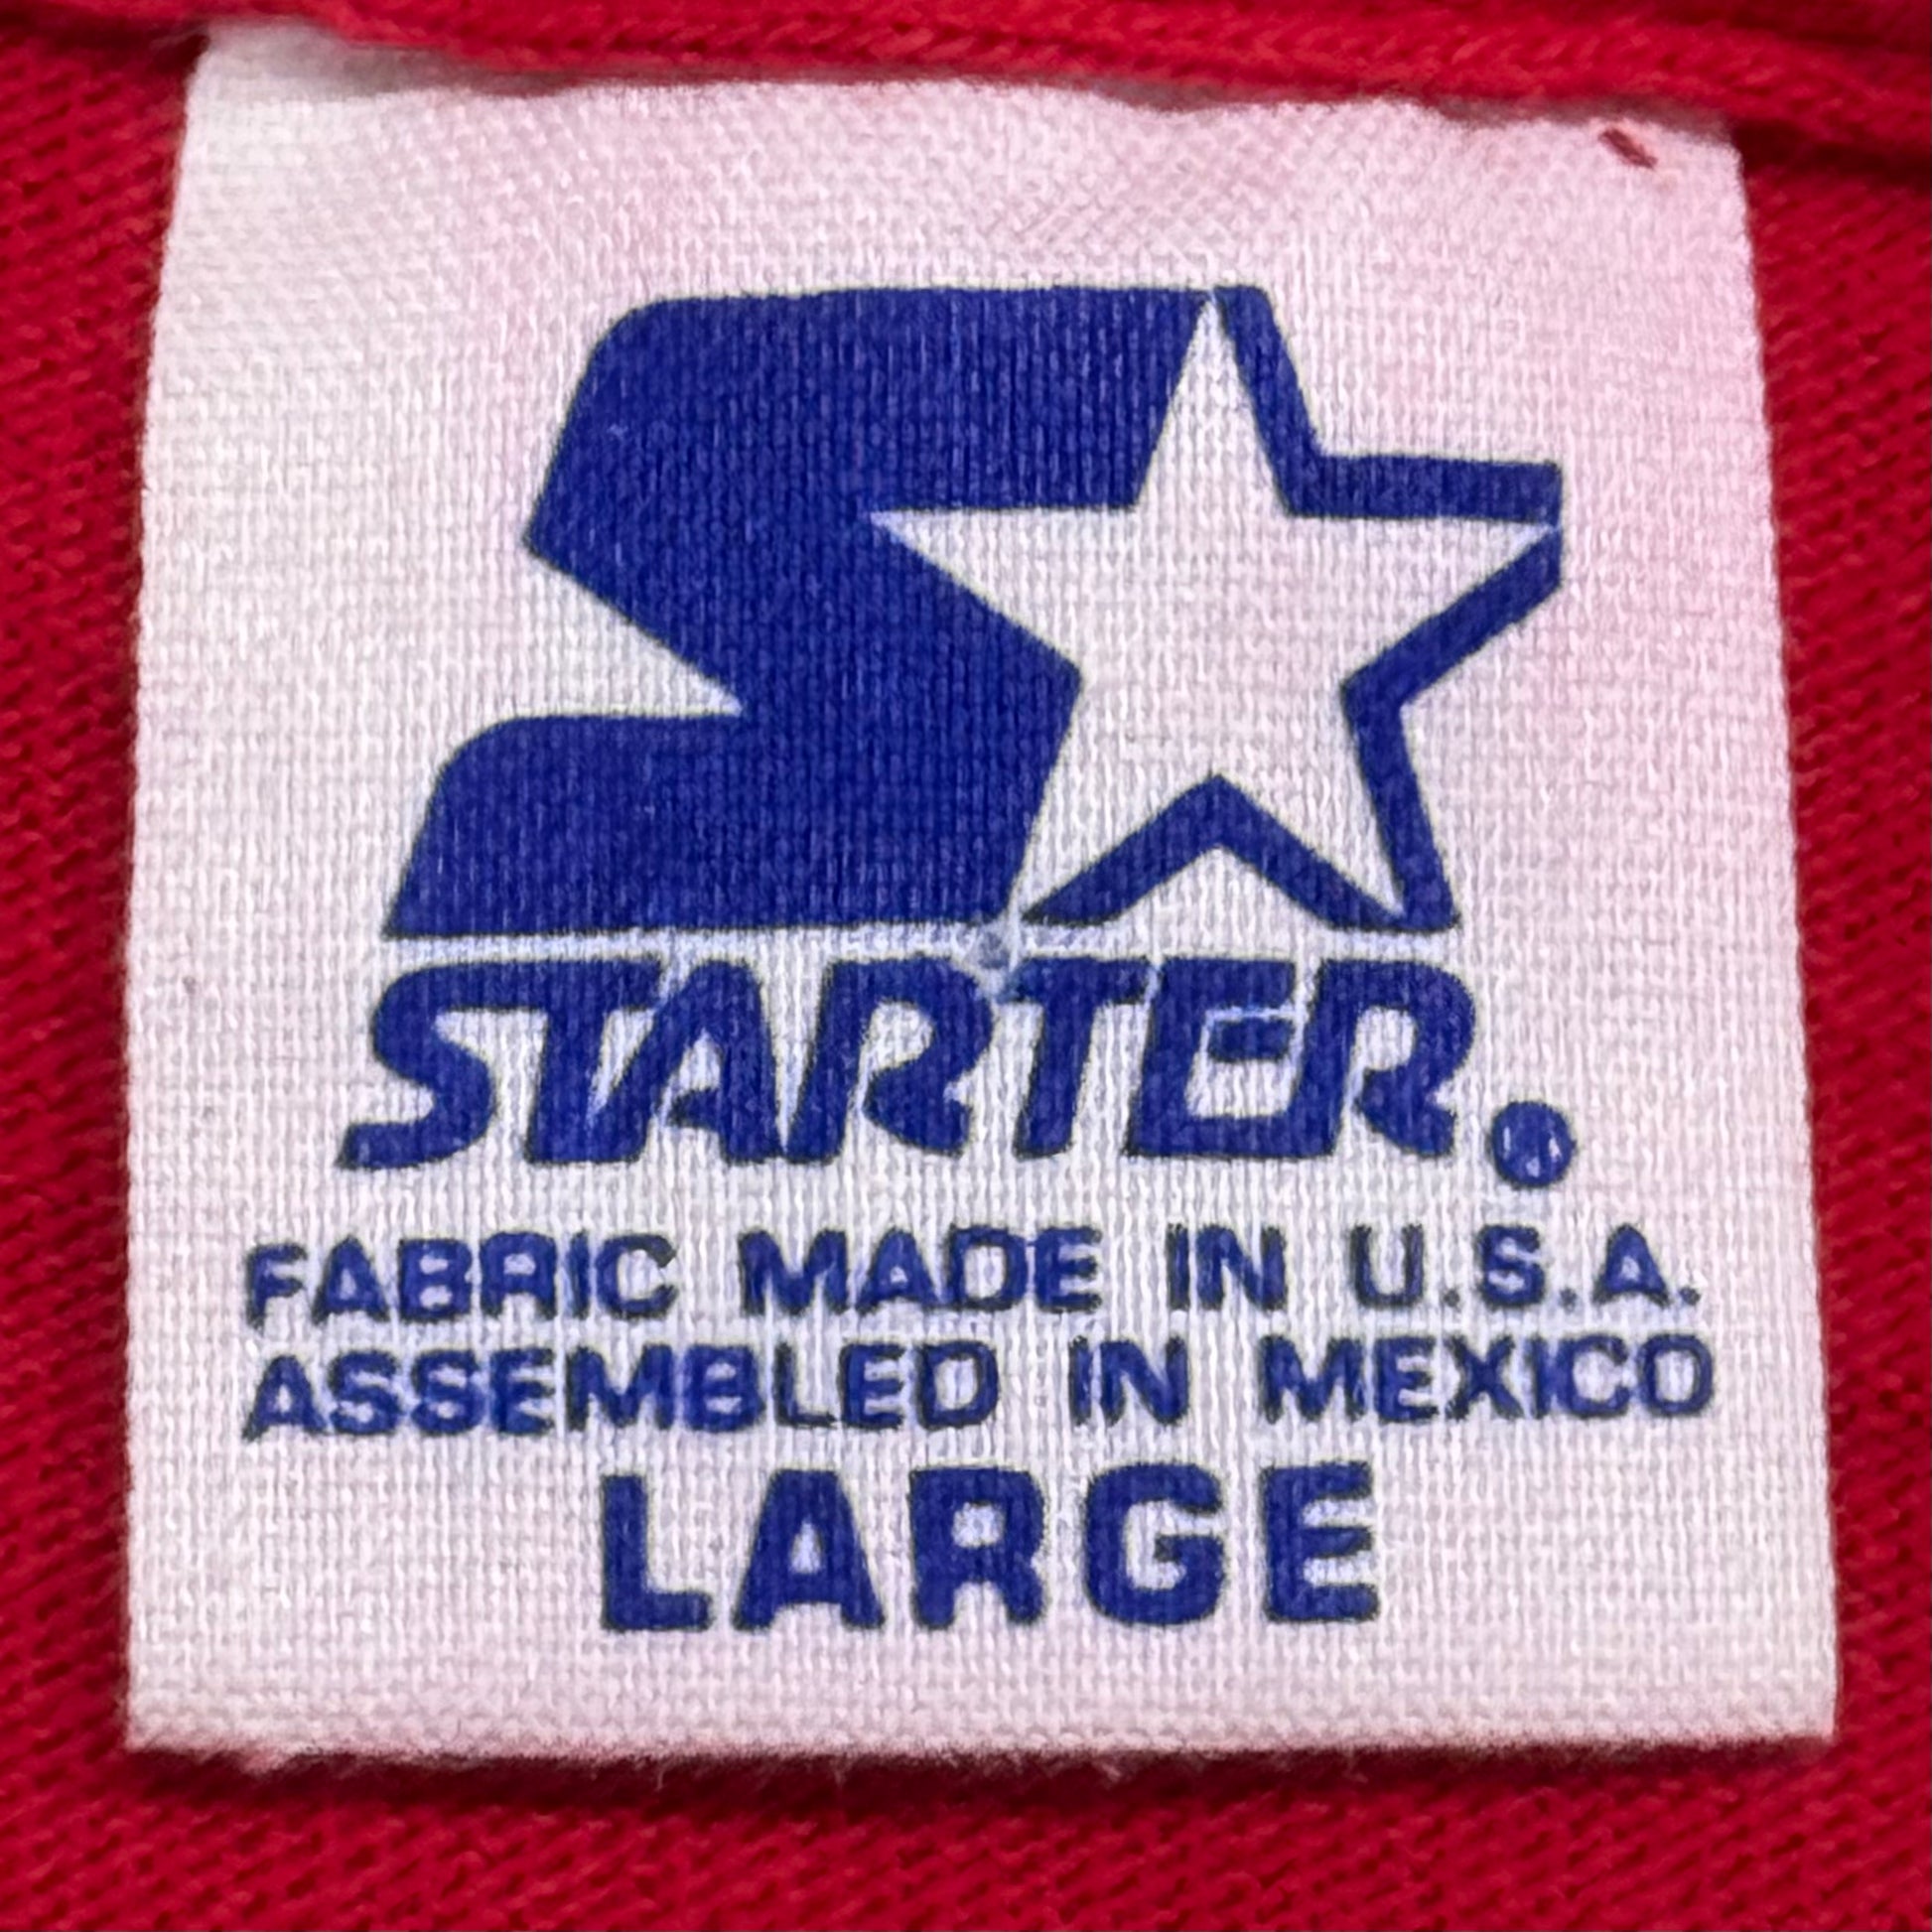 STARTER.
FABRIC MADE IN U.S.A.
ASSEMBLED IN MEXICO
LARGE